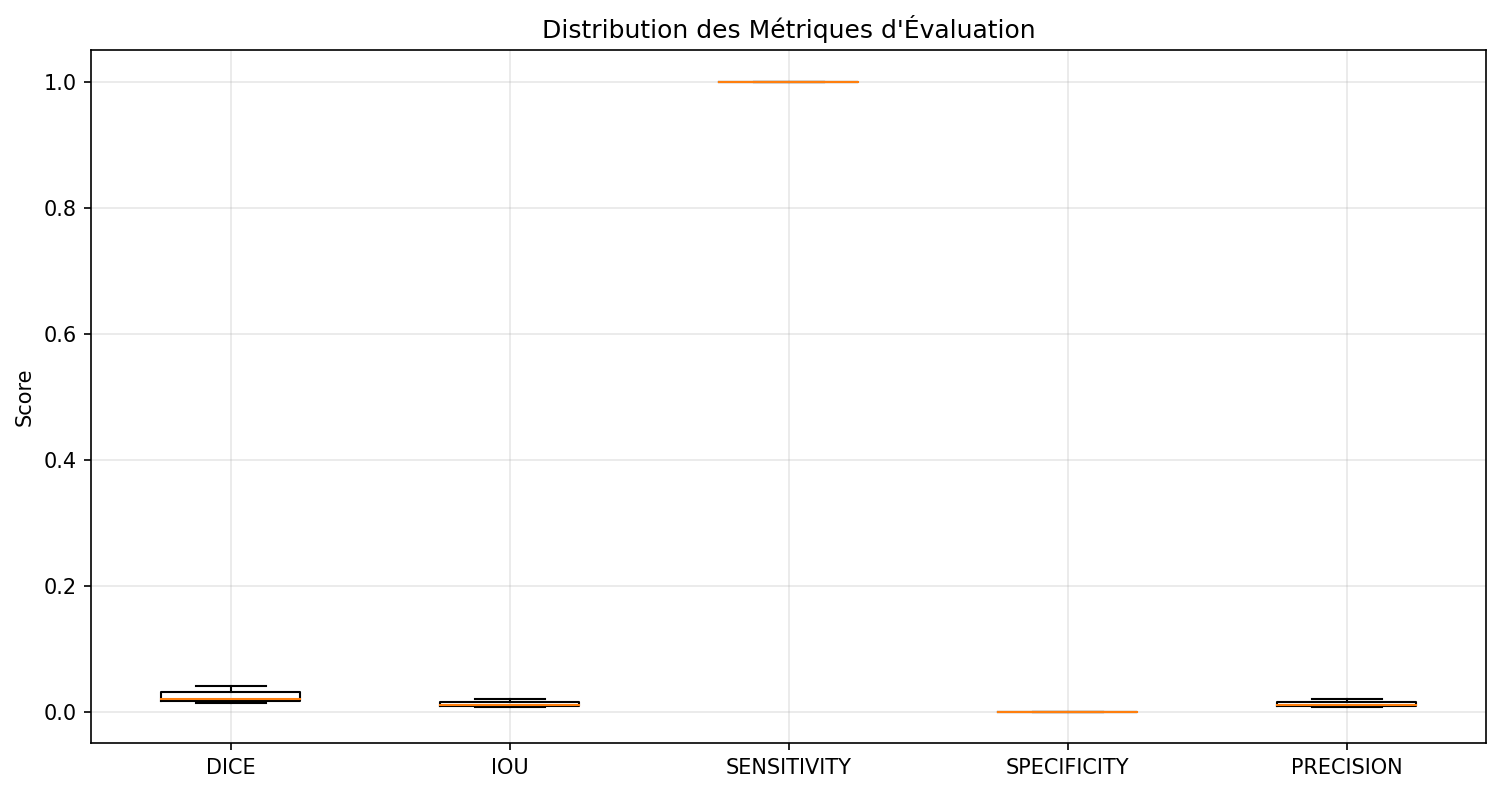 Distribution des Métriques d'Évaluation
1.0
0.8
0.6
0.4
0.2
0.0
Score
DICE IOU SENSITIVITY SPECIFICITY PRECISION